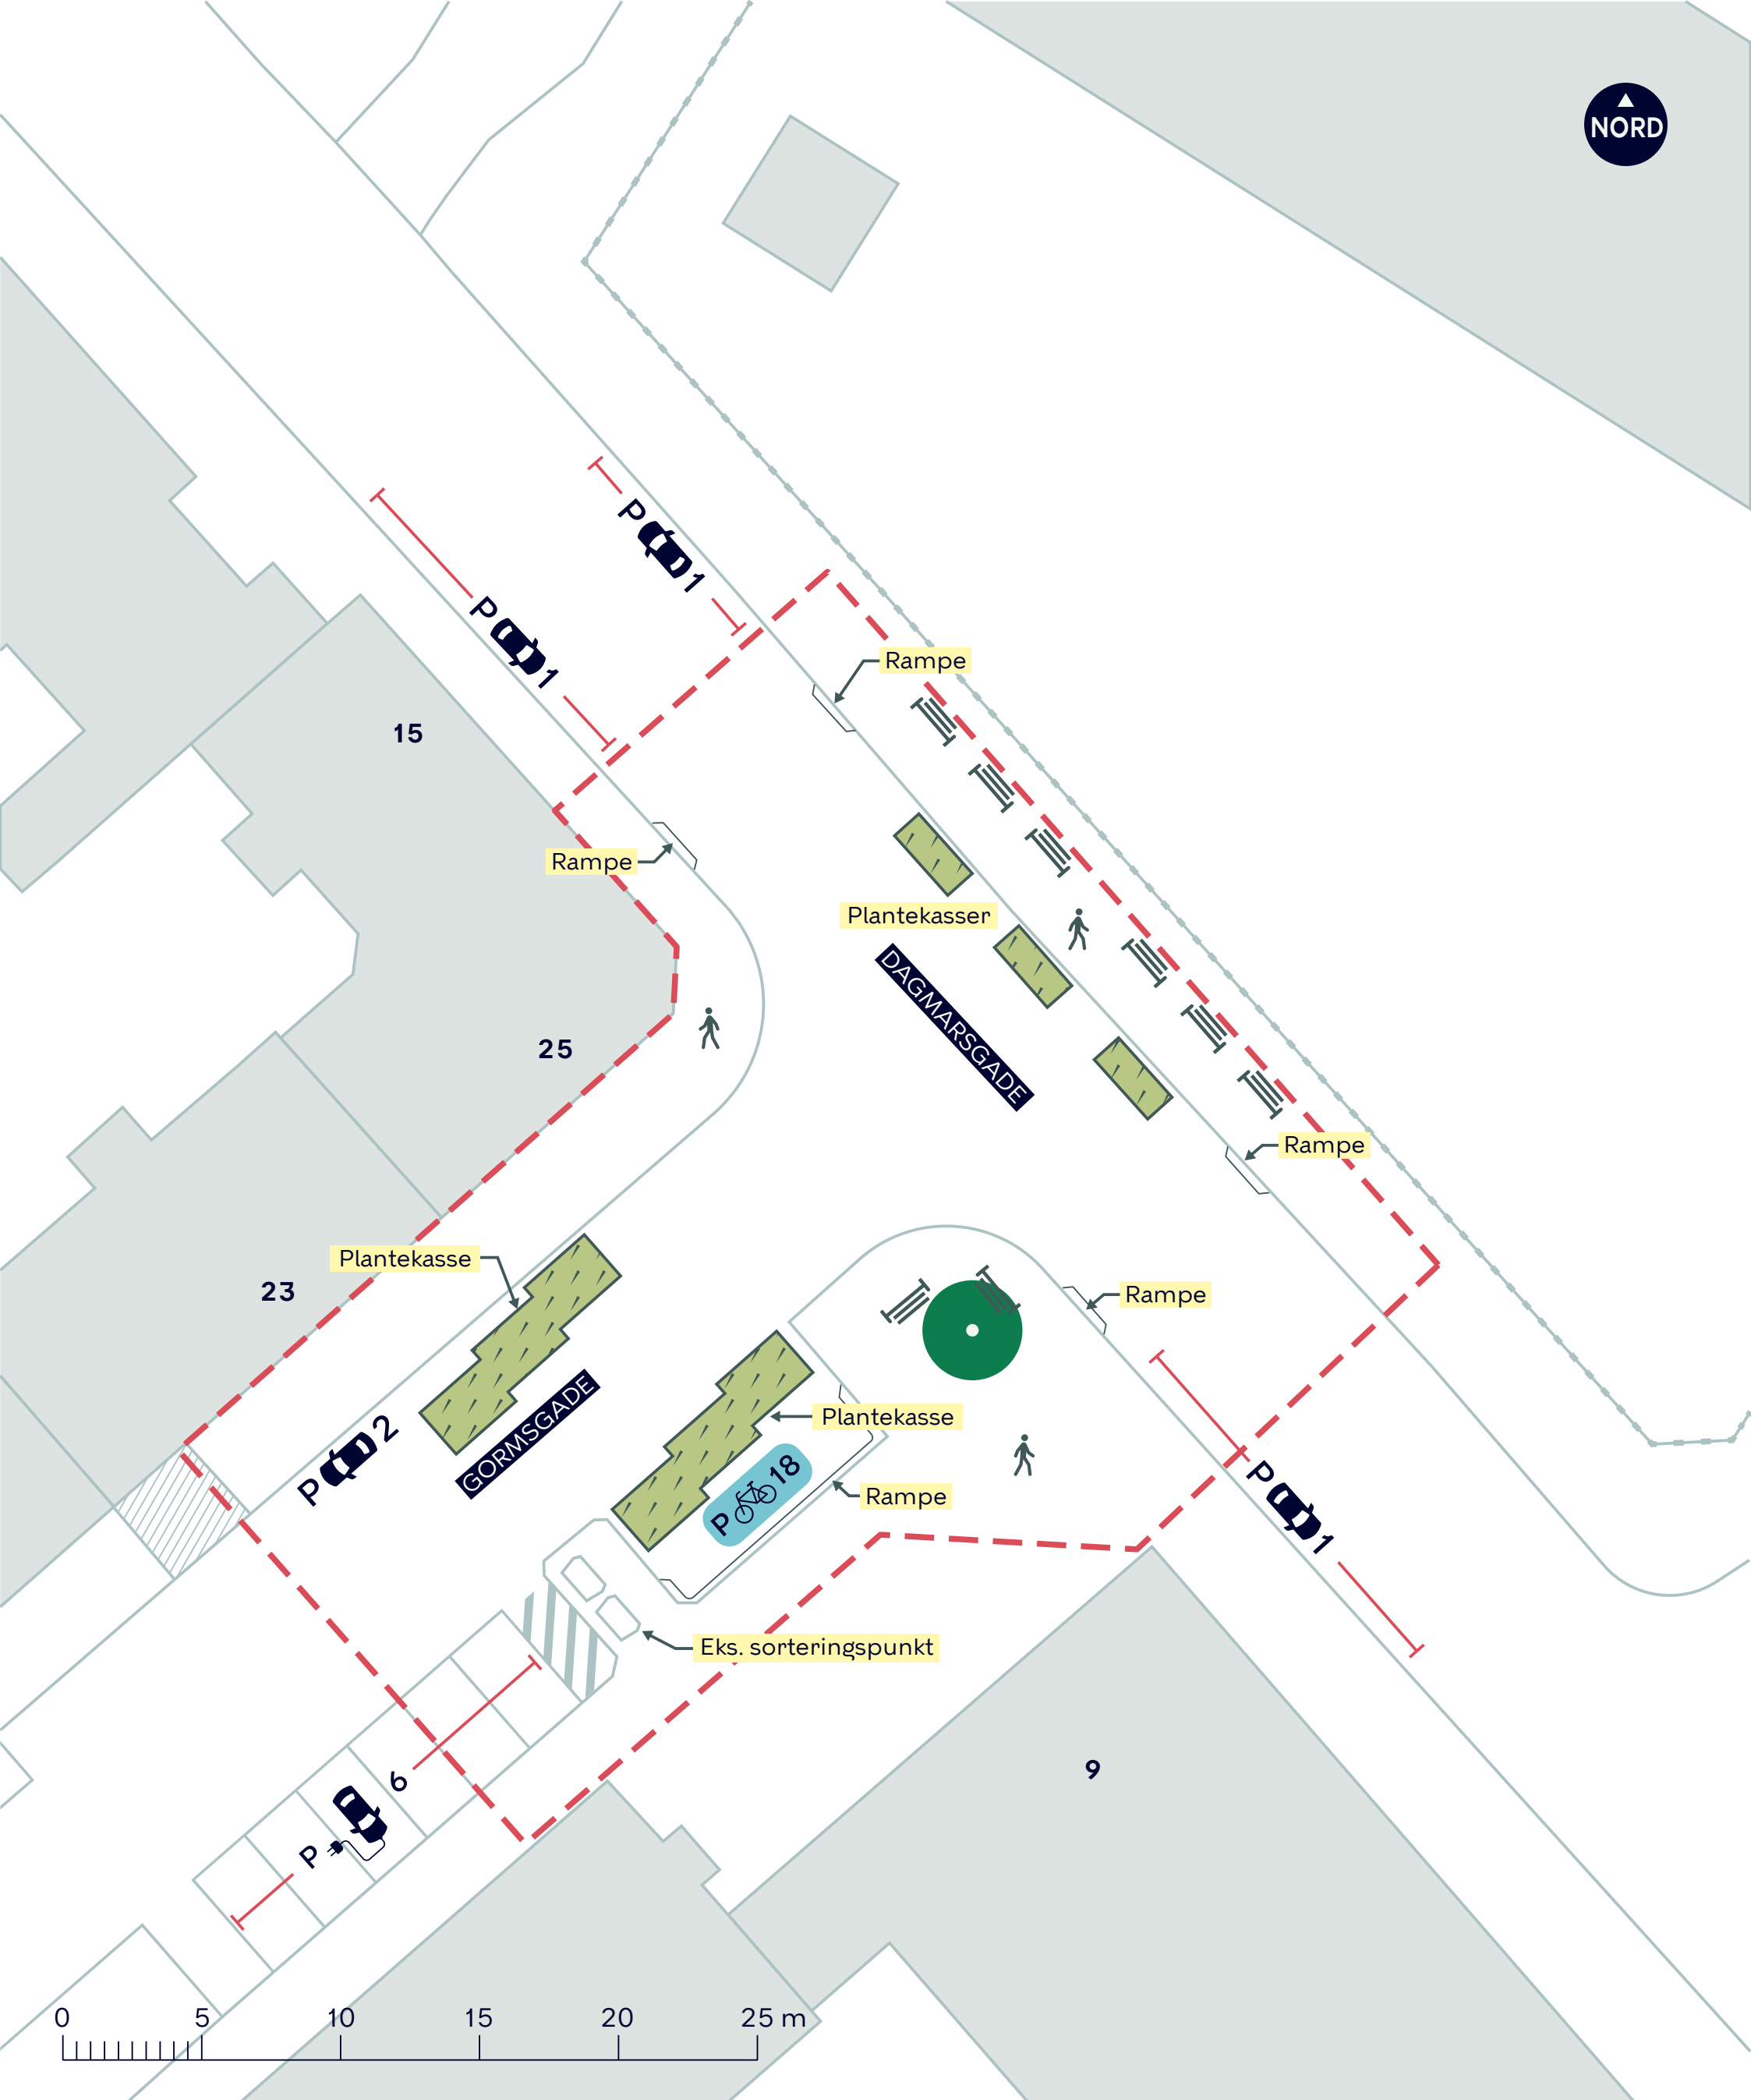 NORD
P 1
P 1
Rampe
15
Rampe
Plantekasser
DAGMARSGADE
25
Rampe
Plantekasse
23
Rampe
GORMSGADE
P 2
Plantekasse
P 18
Rampe
P 1
Eks. sorteringspunkt
9
P 6
0 5 10 15 20 25 m